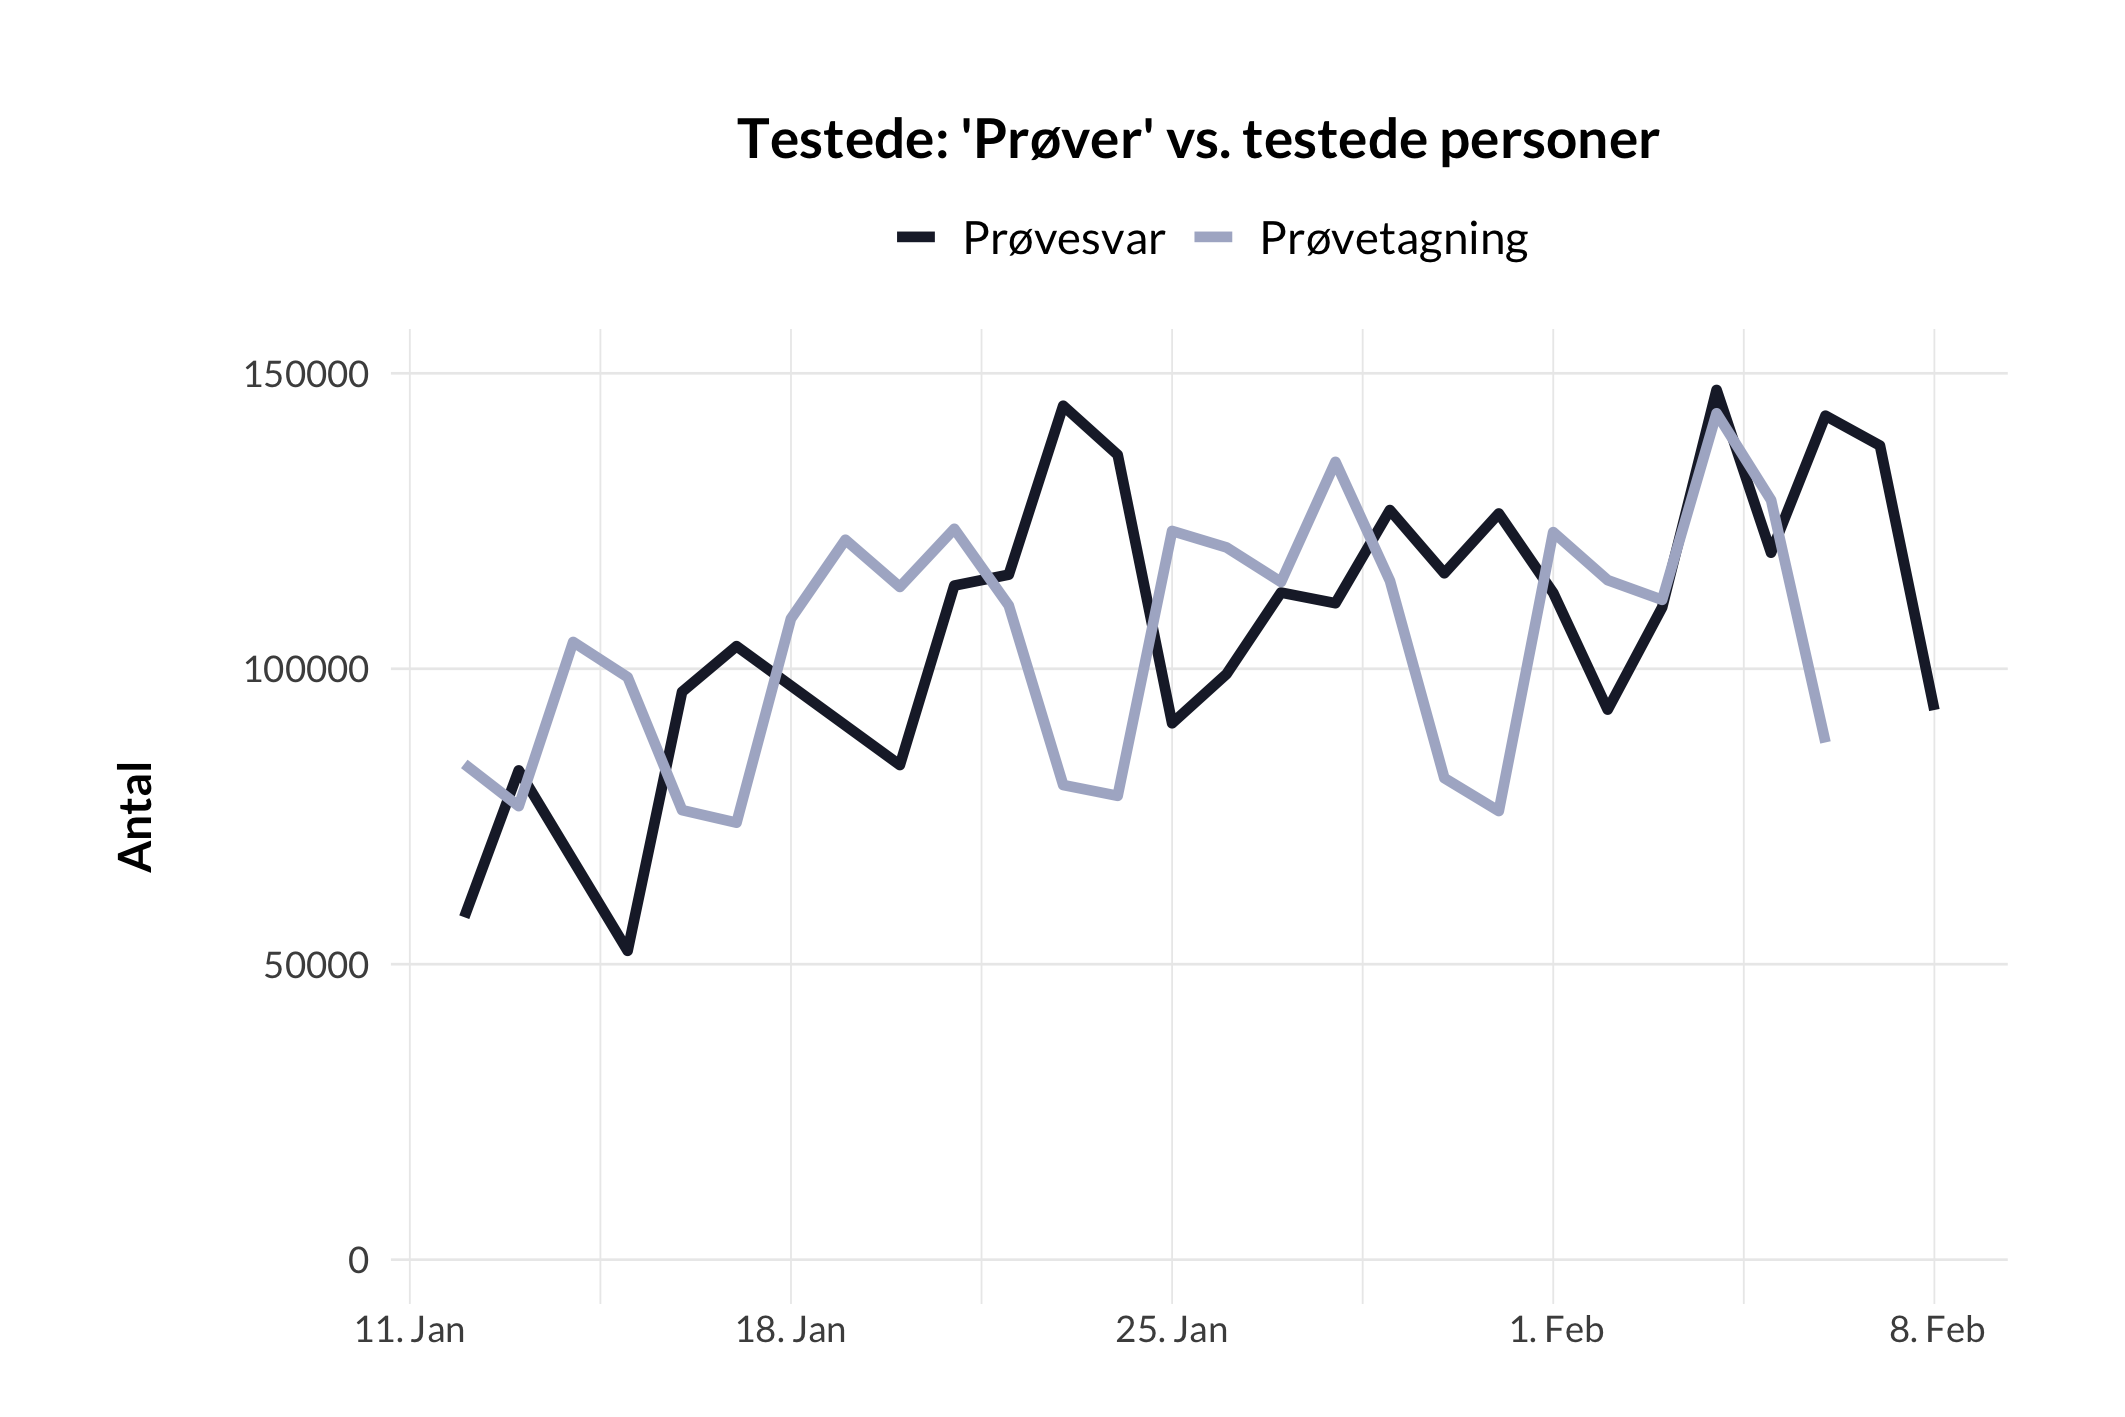 Testede: 'Prøver' vs. testede personer
Prøvesvar Prøvetagning
150000
100000
50000
0
Antal
11. Jan 18. Jan 25. Jan 1. Feb 8. Feb